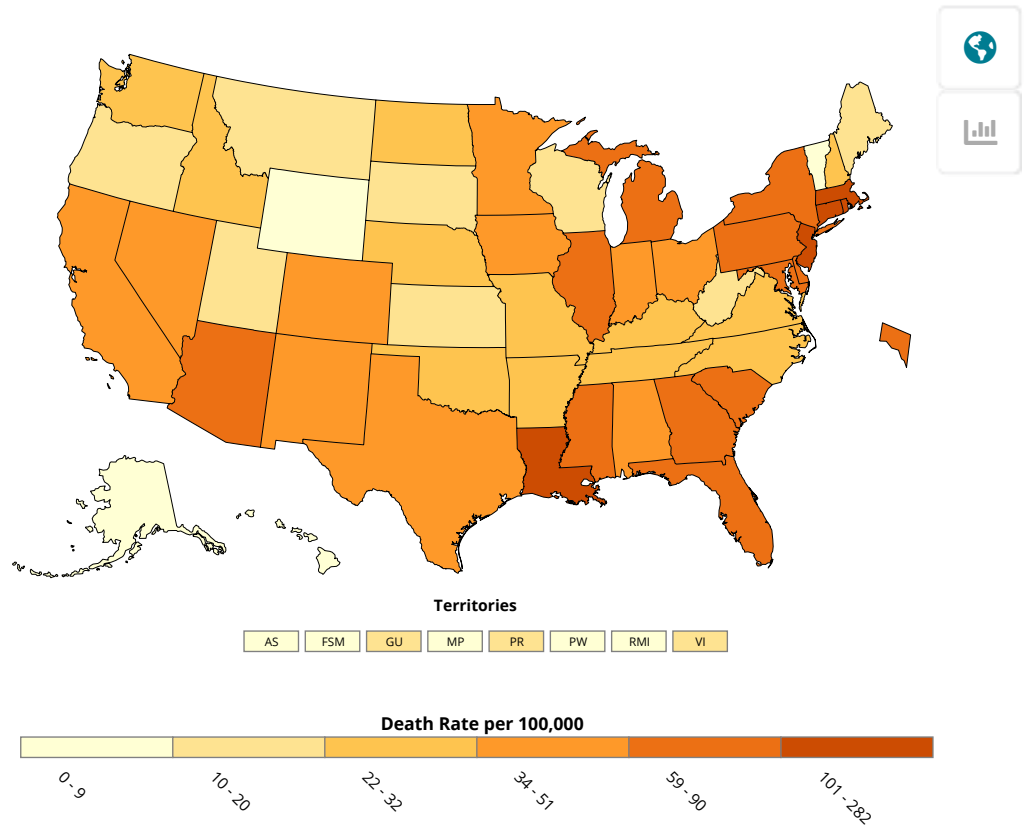 Territories
AS FSM GU MP PR PW RMI VI
Death Rate per 100,000
0 - 9 10 - 20 22 - 32 34 - 51 59 - 90 101 - 282